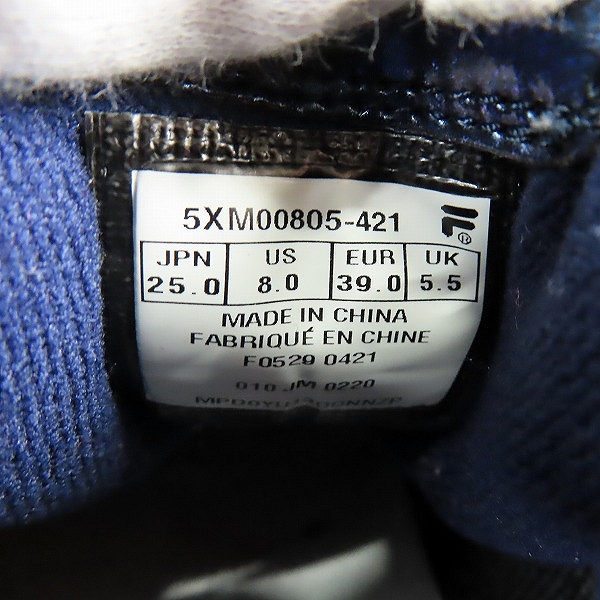 5XM00805-421
JPN US EUR UK
25.0 8.0 39.0 5.5
MADE IN CHINA
FABRIQUÉ EN CHINE
F0529 0421
010 JM 0220